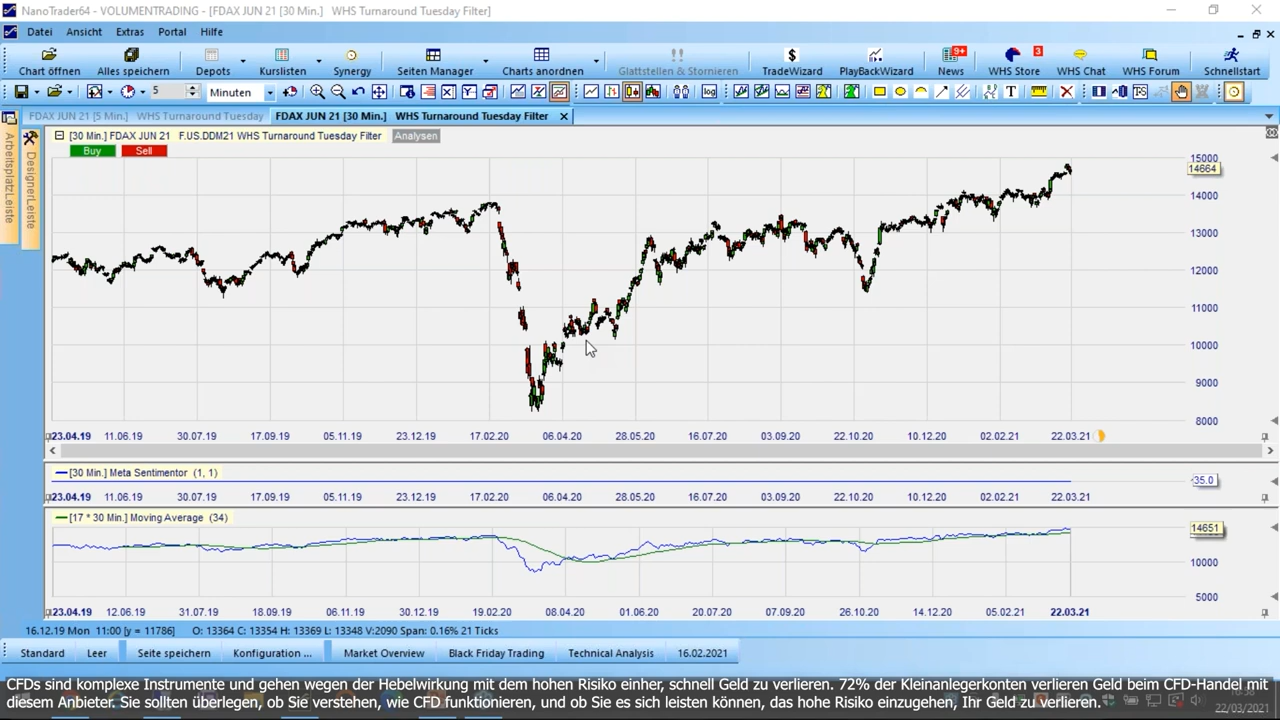 NanoTrader64 - VOLUMENTRADING - [FDAX JUN 21 [30 Min.]   WHS Turnaround Tuesday Filter]
Datei Ansicht Extras Portal Hilfe
Chart öffnen Alles speichern Depots Kurslisten Synergy Seiten Manager Charts anordnen Glattstellen & Stornieren TradeWizard PlayBackWizard 9+ News 3 WHS Store WHS Chat WHS Forum Schnellstart
5 Minuten
FDAX JUN 21 [5 Min.] WHS Turnaround Tuesday FDAX JUN 21 [30 Min.] WHS Turnaround Tuesday Filter
ArbeitsplatzLeiste
DesignerLeiste
[30 Min.] FDAX JUN 21 F.US.DDM21 WHS Turnaround Tuesday Filter Analysen
Buy Sell
15000
14664
14000
13000
12000
11000
10000
9000
8000
23.04.19 11.06.19 30.07.19 17.09.19 05.11.19 23.12.19 17.02.20 06.04.20 28.05.20 16.07.20 03.09.20 22.10.20 10.12.20 02.02.21 22.03.21
[30 Min.] Meta Sentimentor (1, 1)
35.0
23.04.19 11.06.19 30.07.19 17.09.19 05.11.19 23.12.19 17.02.20 06.04.20 28.05.20 16.07.20 03.09.20 22.10.20 10.12.20 02.02.21 22.03.21
[17 * 30 Min.] Moving Average (34)
14651
10000
5000
23.04.19 12.06.19 31.07.19 18.09.19 06.11.19 30.12.19 19.02.20 08.04.20 01.06.20 20.07.20 07.09.20 26.10.20 14.12.20 05.02.21 22.03.21
16.12.19 Mon 11:00 [y = 11786] O: 13364 C: 13354 H: 13369 L: 13348 V:2090 Span: 0.16% 21 Ticks
Standard Leer Seite speichern Konfiguration ... Market Overview Black Friday Trading Technical Analysis 16.02.2021
CFDs sind komplexe Instrumente und gehen wegen der Hebelwirkung mit dem hohen Risiko einher, schnell Geld zu verlieren. 72% der Kleinanlegerkonten verlieren Geld beim CFD-Handel mit
diesem Anbieter. Sie sollten überlegen, ob Sie verstehen, wie CFD funktionieren, und ob Sie es sich leisten können, das hohe Risiko einzugehen, Ihr Geld zu verlieren.
22/03/2021